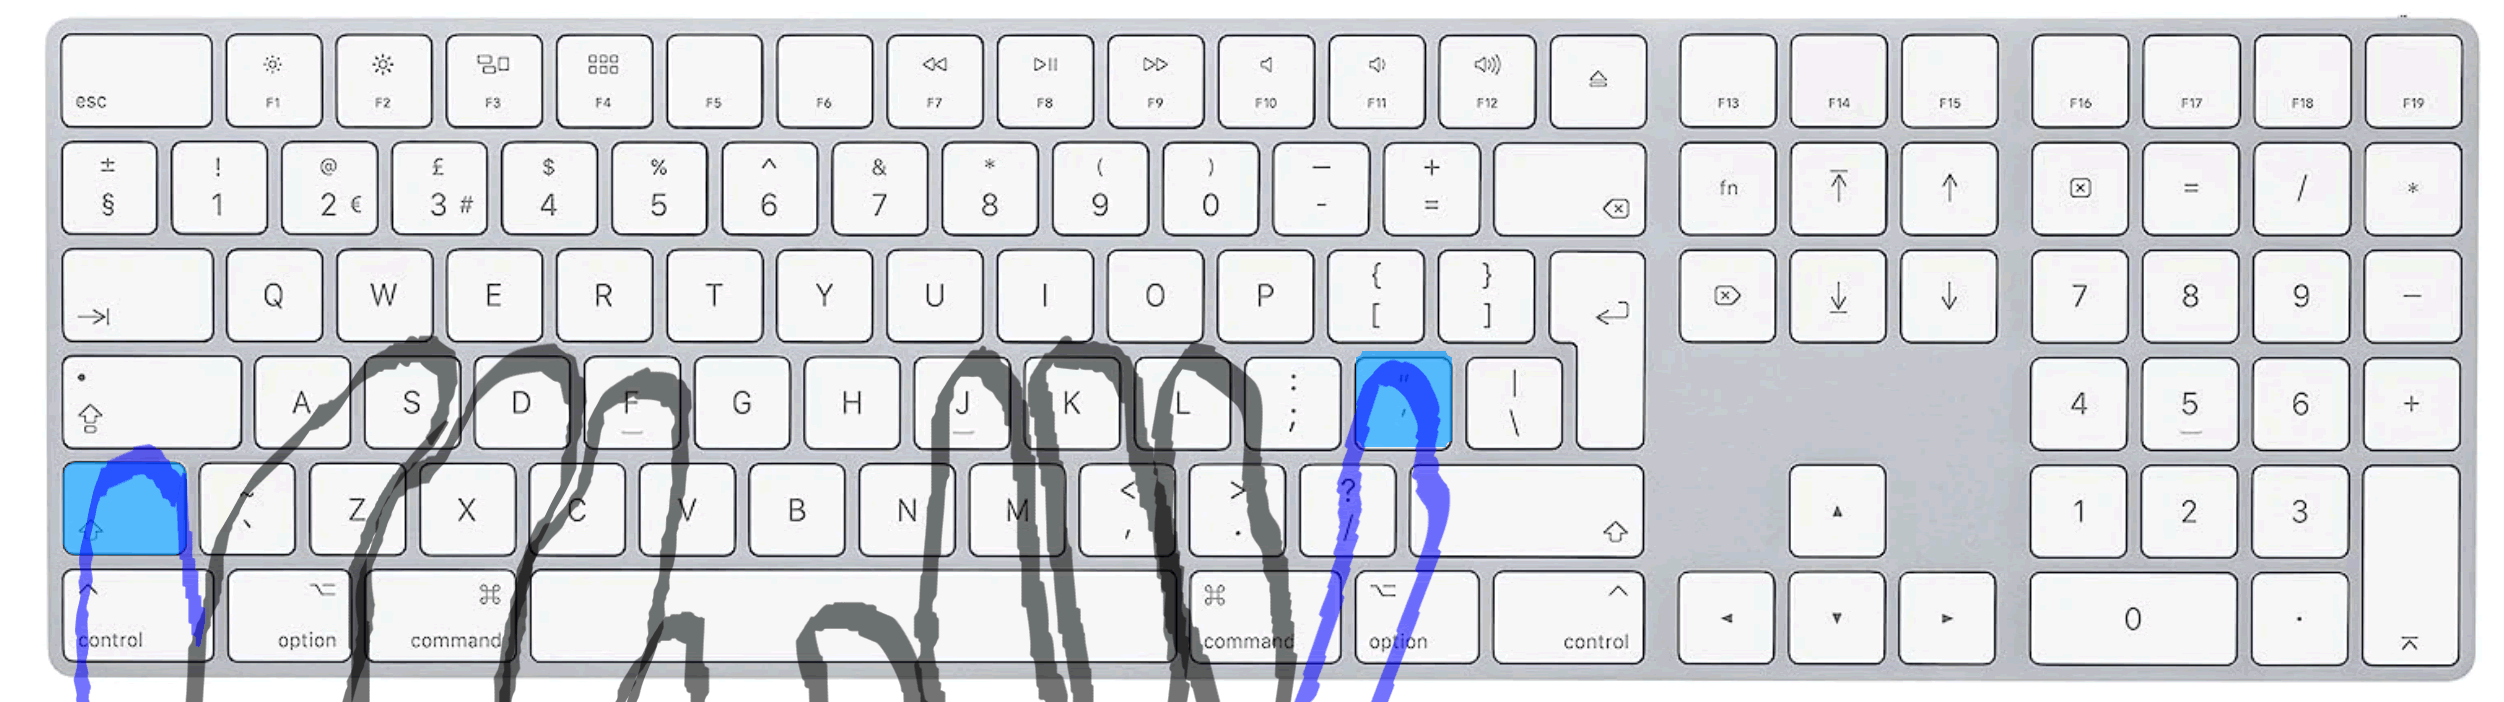 esc F1 F2 F3 F4 F5 F6 F7 F8 F9 F10 F11 F12 F13 F14 F15 F16 F17 F18 F19
± ! @ £ $ % ^ & * ( ) — +
§ 1 2 € 3 # 4 5 6 7 8 9 0 - = fn = / *
Q W E R T Y U I O P { [ } ] 7 8 9 −
A S D F G H J K L : ; " ' | \ 4 5 6 +
~ ` Z X C V B N M < , > . ? / 1 2 3
^ control option ⌘ command ⌘ command option ^ control 0 .